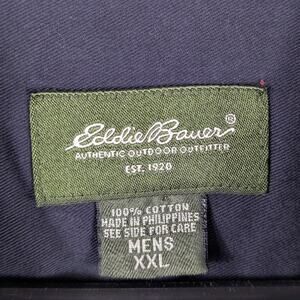 Eddie Bauer®
AUTHENTIC OUTDOOR OUTFITTER
EST. 1920
100% COTTON
MADE IN PHILIPPINES
SEE SIDE FOR CARE
MENS
XXL